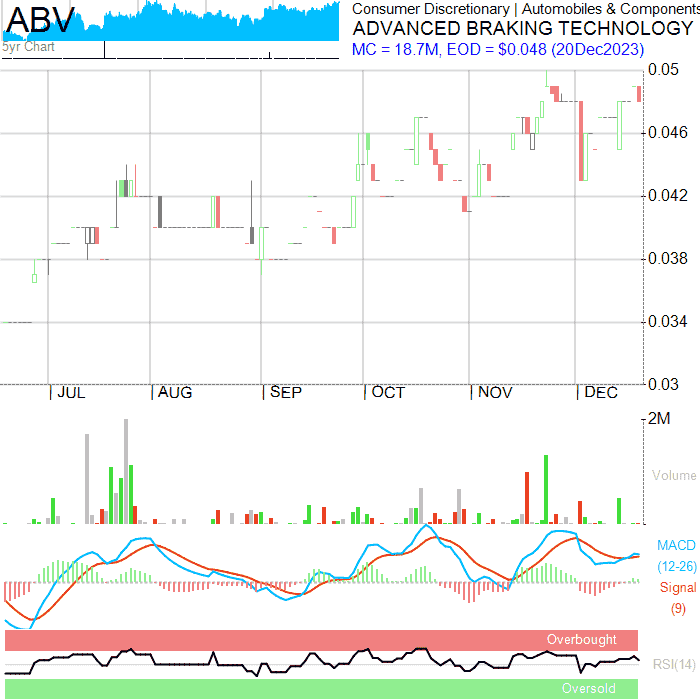 ABV
5yr Chart
Consumer Discretionary | Automobiles & Components
ADVANCED BRAKING TECHNOLOGY
MC = 18.7M, EOD = $0.048 (20Dec2023)
0.05
0.046
0.042
0.038
0.034
0.03
JUL AUG SEP OCT NOV DEC
2M
Volume
MACD
(12-26)
Signal
(9)
Overbought
RSI(14)
Oversold